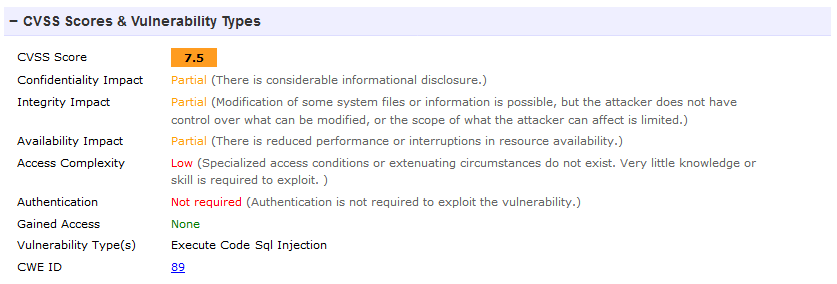 − CVSS Scores & Vulnerability Types
CVSS Score 7.5
Confidentiality Impact Partial (There is considerable informational disclosure.)
Integrity Impact Partial (Modification of some system files or information is possible, but the attacker does not have
control over what can be modified, or the scope of what the attacker can affect is limited.)
Availability Impact Partial (There is reduced performance or interruptions in resource availability.)
Access Complexity Low (Specialized access conditions or extenuating circumstances do not exist. Very little knowledge or
skill is required to exploit. )
Authentication Not required (Authentication is not required to exploit the vulnerability.)
Gained Access None
Vulnerability Type(s) Execute Code Sql Injection
CWE ID 89